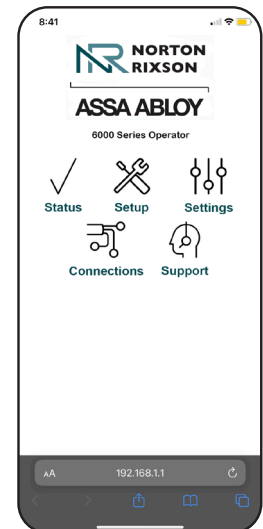 8:41
NORTON
RIXSON
ASSA ABLOY
6000 Series Operator
Status Setup Settings
Connections Support
AA 192.168.1.1